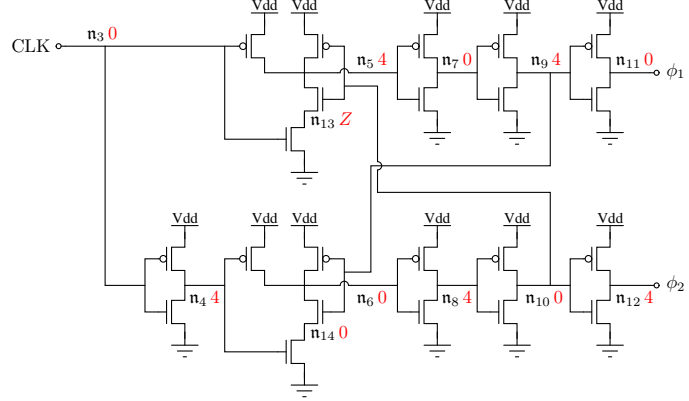 Vdd Vdd Vdd Vdd Vdd
CLK 𝔫3 0 𝔫5 4 𝔫7 0 𝔫9 4 𝔫11 0 ϕ1
𝔫13 Z
Vdd Vdd Vdd Vdd Vdd Vdd
𝔫4 4 𝔫6 0 𝔫8 4 𝔫10 0 𝔫12 4 ϕ2
𝔫14 0